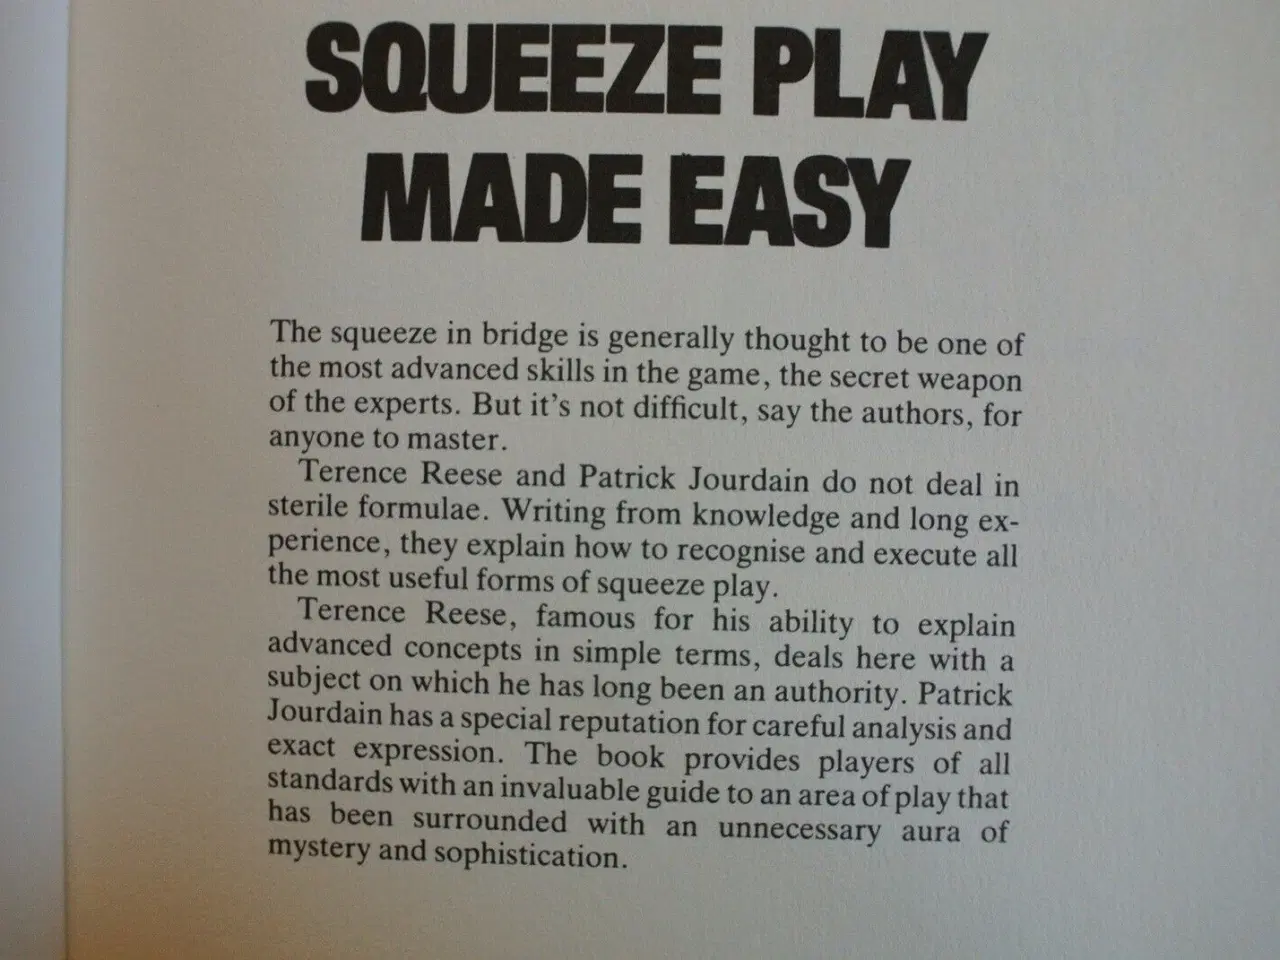 SQUEEZE PLAY
MADE EASY
The squeeze in bridge is generally thought to be one of
the most advanced skills in the game, the secret weapon
of the experts. But it's not difficult, say the authors, for
anyone to master.
Terence Reese and Patrick Jourdain do not deal in
sterile formulae. Writing from knowledge and long ex-
perience, they explain how to recognise and execute all
the most useful forms of squeeze play.
Terence Reese, famous for his ability to explain
advanced concepts in simple terms, deals here with a
subject on which he has long been an authority. Patrick
Jourdain has a special reputation for careful analysis and
exact expression. The book provides players of all
standards with an invaluable guide to an area of play that
has been surrounded with an unnecessary aura of
mystery and sophistication.